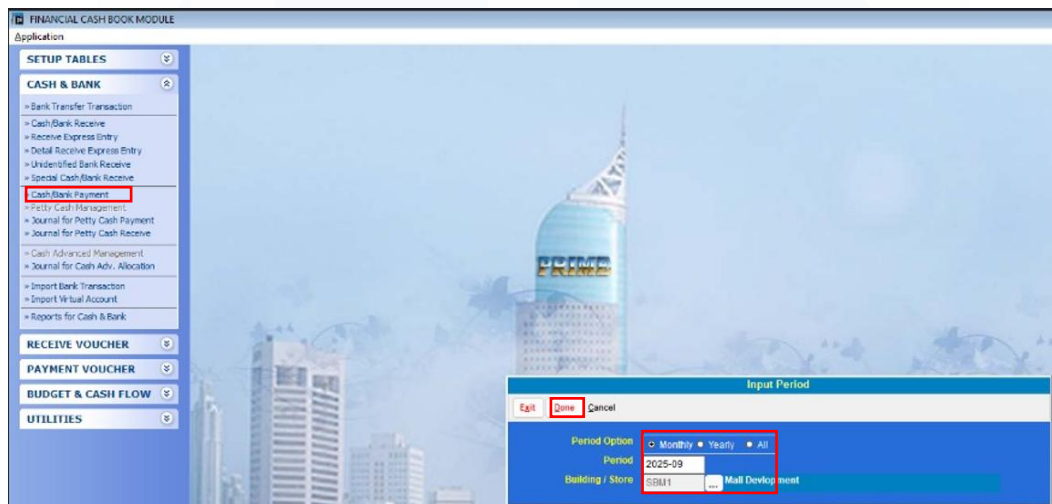 FINANCIAL CASH BOOK MODULE
Application
SETUP TABLES
CASH & BANK
» Bank Transfer Transaction
» Cash/Bank Receive
» Receive Express Entry
» Detail Receive Express Entry
» Unidentified Bank Receive
» Special Cash/Bank Receive
» Cash/Bank Payment
» Petty Cash Management
» Journal for Petty Cash Payment
» Journal for Petty Cash Receive
» Cash Advanced Management
» Journal for Cash Adv. Allocation
» Import Bank Transaction
» Import Virtual Account
» Reports for Cash & Bank
RECEIVE VOUCHER
PAYMENT VOUCHER
BUDGET & CASH FLOW
UTILITIES
PRIME
Input Period
Exit Done Cancel
Period Option Monthly Yearly All
Period 2025-09
Building / Store SBM1 ... Mall Devlopment